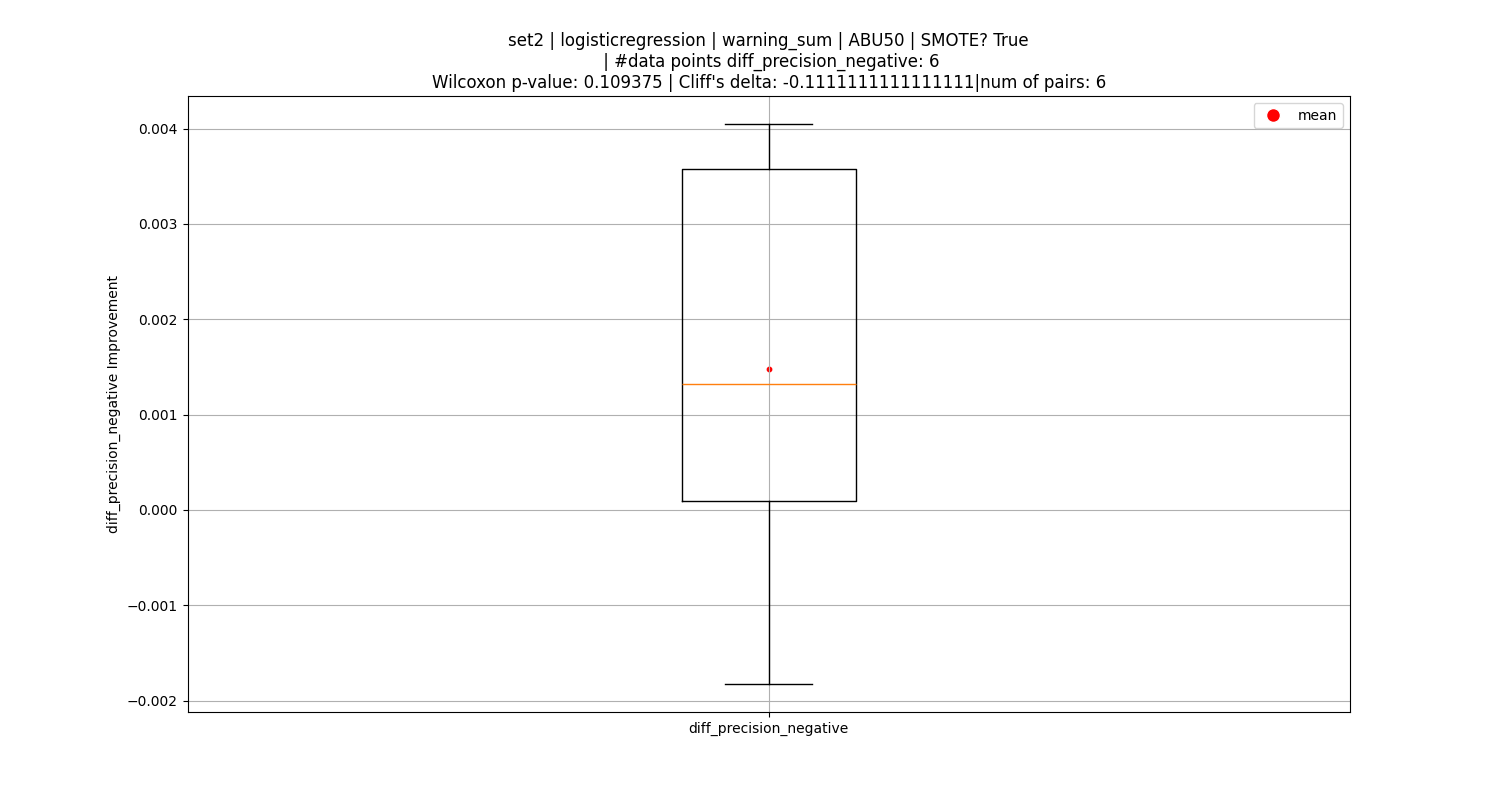 set2 | logisticregression | warning_sum | ABU50 | SMOTE? True
| #data points diff_precision_negative: 6
Wilcoxon p-value: 0.109375 | Cliff's delta: -0.1111111111111111|num of pairs: 6
mean
0.004
0.003
0.002
0.001
0.000
−0.001
−0.002
diff_precision_negative Improvement
diff_precision_negative